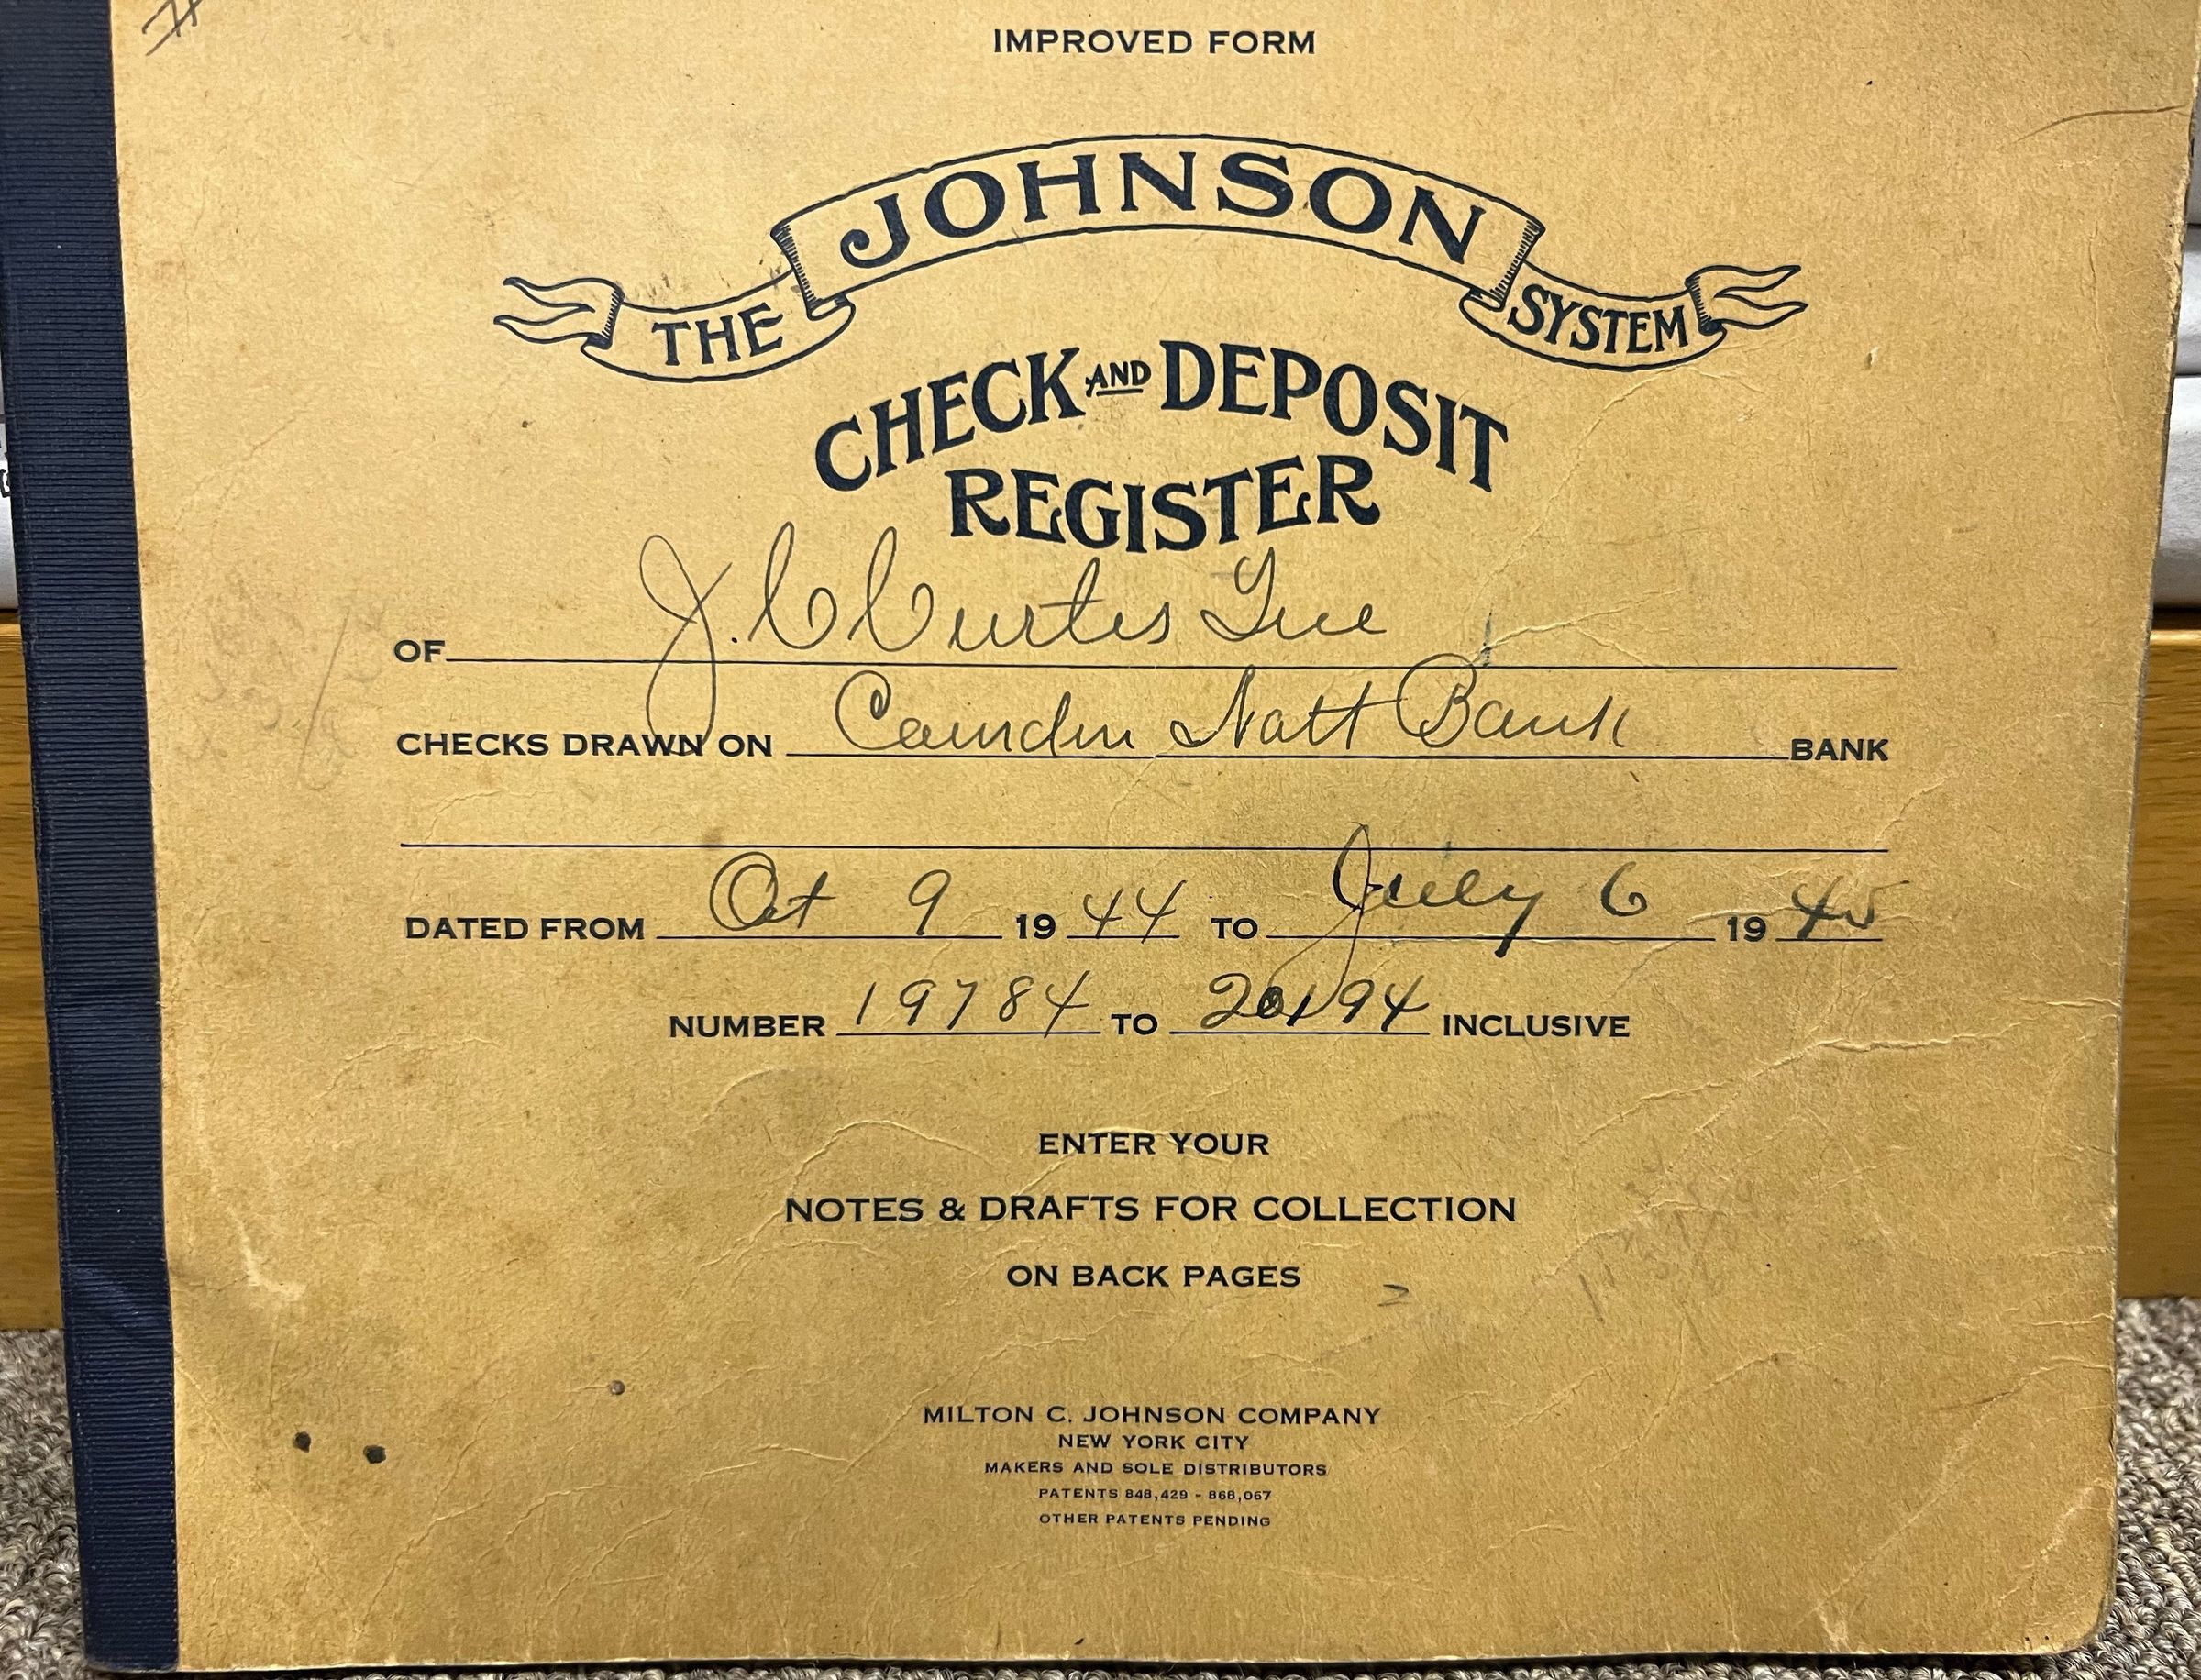 IMPROVED FORM
THE JOHNSON SYSTEM
CHECK AND DEPOSIT
REGISTER
OF J. C Curtis Inc
CHECKS DRAWN ON Camden Natl Bank BANK
DATED FROM Oct 9 1944 TO July 6 1945
NUMBER 19784 TO 20194 INCLUSIVE
ENTER YOUR
NOTES & DRAFTS FOR COLLECTION
ON BACK PAGES
MILTON C. JOHNSON COMPANY
NEW YORK CITY
MAKERS AND SOLE DISTRIBUTORS
PATENTS 848,429 - 868,067
OTHER PATENTS PENDING